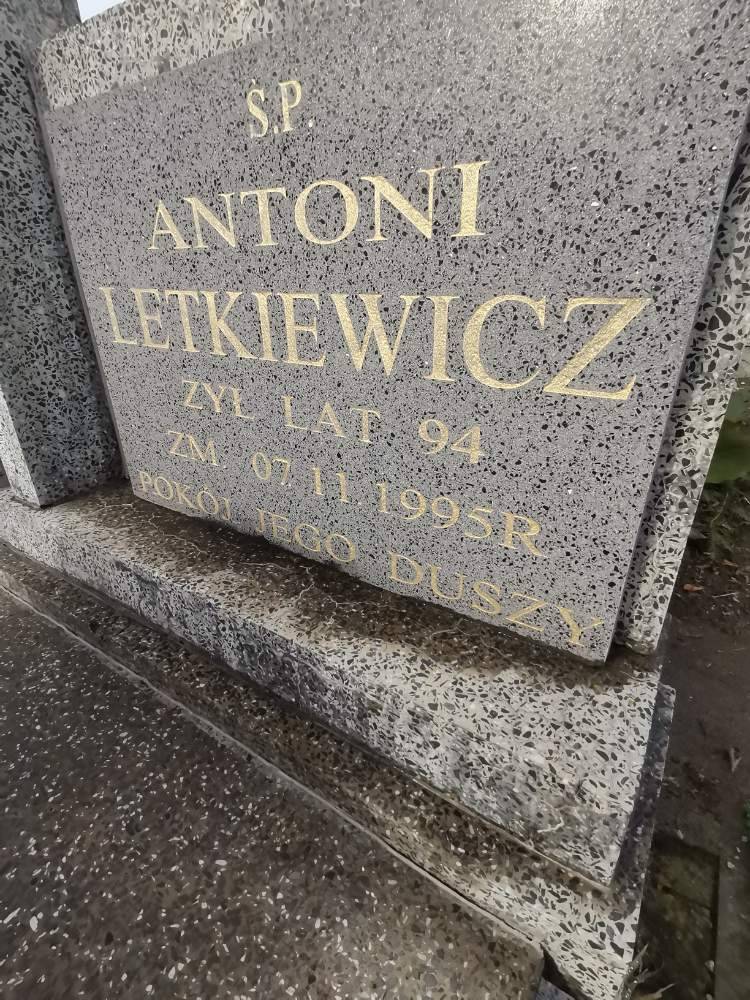 Ś.P.
ANTONI
LETKIEWICZ
ŻYŁ LAT 94
ZM. 07.11.1995R
POKÓJ JEGO DUSZY